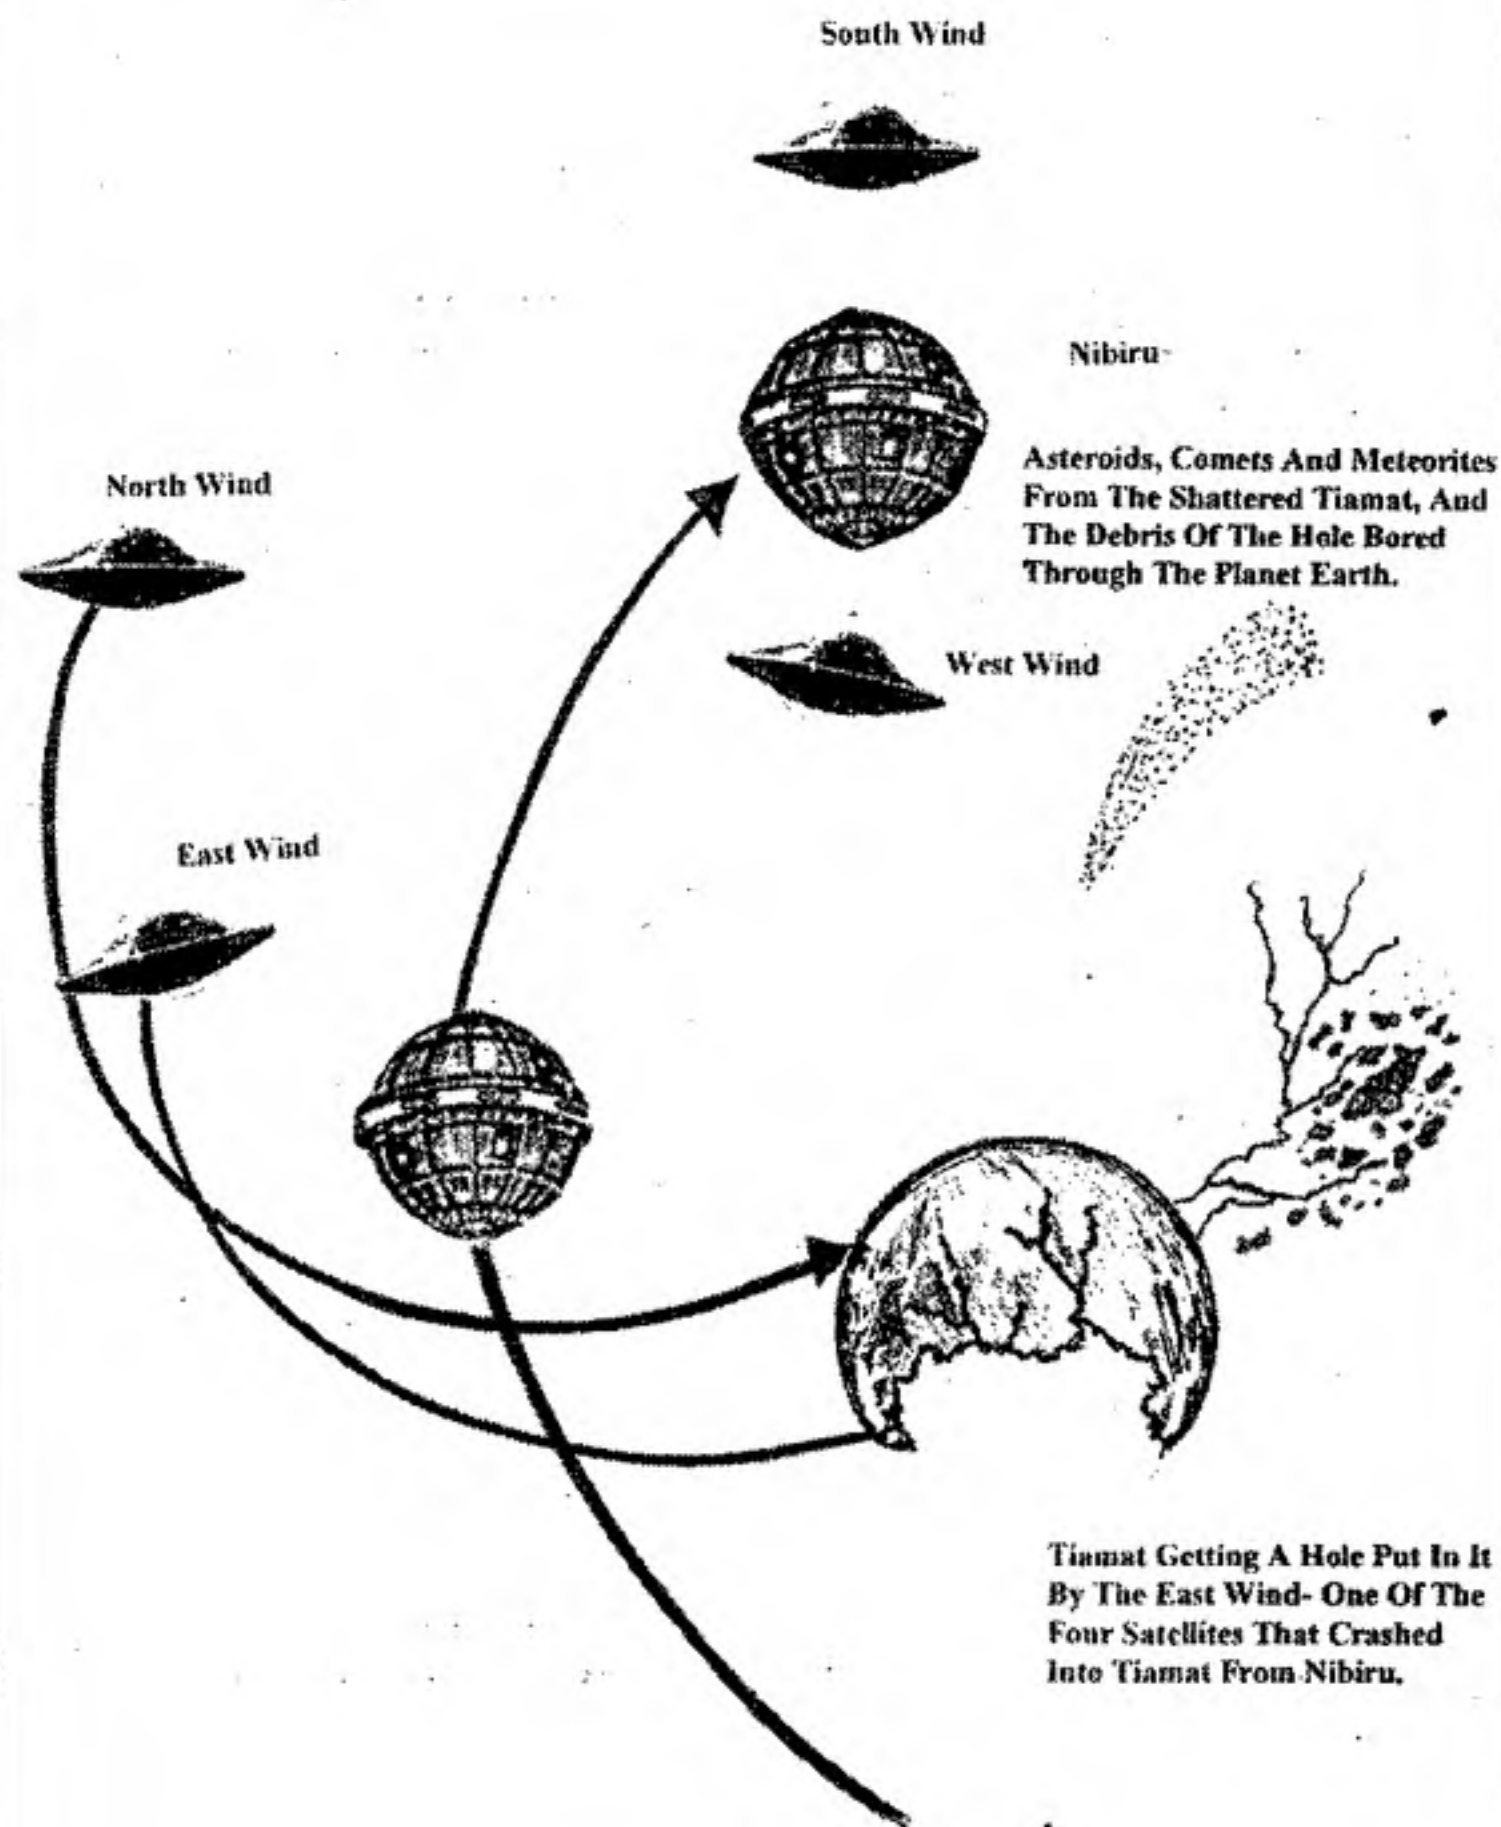 South Wind
Nibiru-
Asteroids, Comets And Meteorites
From The Shattered Tiamat, And
The Debris Of The Hole Bored
Through The Planet Earth.
North Wind
West Wind
East Wind
Tiamat Getting A Hole Put In It
By The East Wind- One Of The
Four Satellites That Crashed
Into Tiamat From Nibiru.